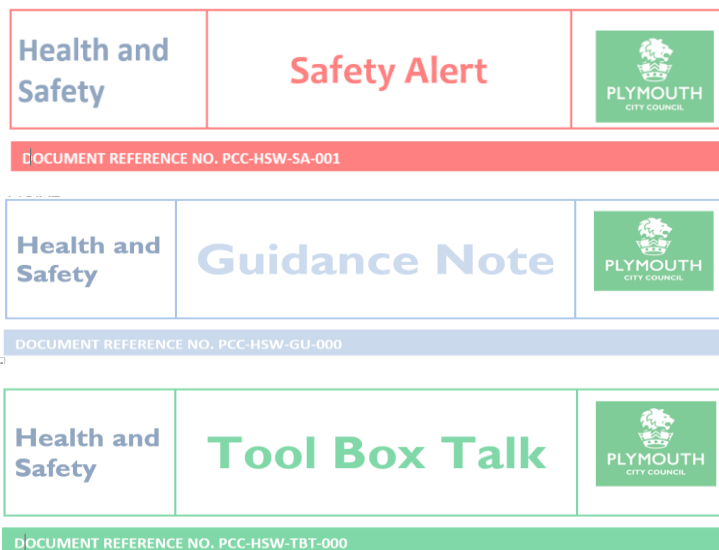 Health and
Safety
Safety Alert
PLYMOUTH
CITY COUNCIL
DOCUMENT REFERENCE NO. PCC-HSW-SA-001
Health and
Safety
Guidance Note
PLYMOUTH
CITY COUNCIL
DOCUMENT REFERENCE NO. PCC-HSW-GU-000
Health and
Safety
Tool Box Talk
PLYMOUTH
CITY COUNCIL
DOCUMENT REFERENCE NO. PCC-HSW-TBT-000